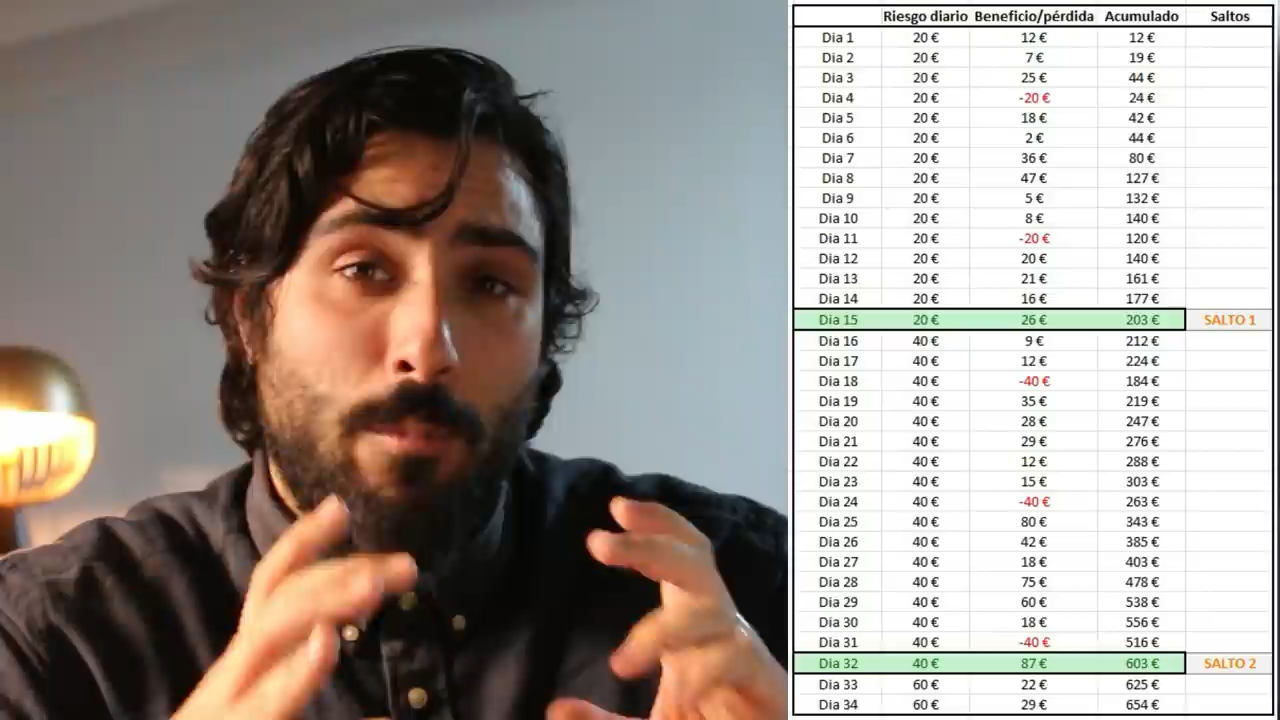 Riesgo diario Beneficio/pérdida Acumulado Saltos
Dia 1 20 € 12 € 12 €
Dia 2 20 € 7 € 19 €
Dia 3 20 € 25 € 44 €
Dia 4 20 € -20 € 24 €
Dia 5 20 € 18 € 42 €
Dia 6 20 € 2 € 44 €
Dia 7 20 € 36 € 80 €
Dia 8 20 € 47 € 127 €
Dia 9 20 € 5 € 132 €
Dia 10 20 € 8 € 140 €
Dia 11 20 € -20 € 120 €
Dia 12 20 € 20 € 140 €
Dia 13 20 € 21 € 161 €
Dia 14 20 € 16 € 177 €
Dia 15 20 € 26 € 203 € SALTO 1
Dia 16 40 € 9 € 212 €
Dia 17 40 € 12 € 224 €
Dia 18 40 € -40 € 184 €
Dia 19 40 € 35 € 219 €
Dia 20 40 € 28 € 247 €
Dia 21 40 € 29 € 276 €
Dia 22 40 € 12 € 288 €
Dia 23 40 € 15 € 303 €
Dia 24 40 € -40 € 263 €
Dia 25 40 € 80 € 343 €
Dia 26 40 € 42 € 385 €
Dia 27 40 € 18 € 403 €
Dia 28 40 € 75 € 478 €
Dia 29 40 € 60 € 538 €
Dia 30 40 € 18 € 556 €
Dia 31 40 € -40 € 516 €
Dia 32 40 € 87 € 603 € SALTO 2
Dia 33 60 € 22 € 625 €
Dia 34 60 € 29 € 654 €